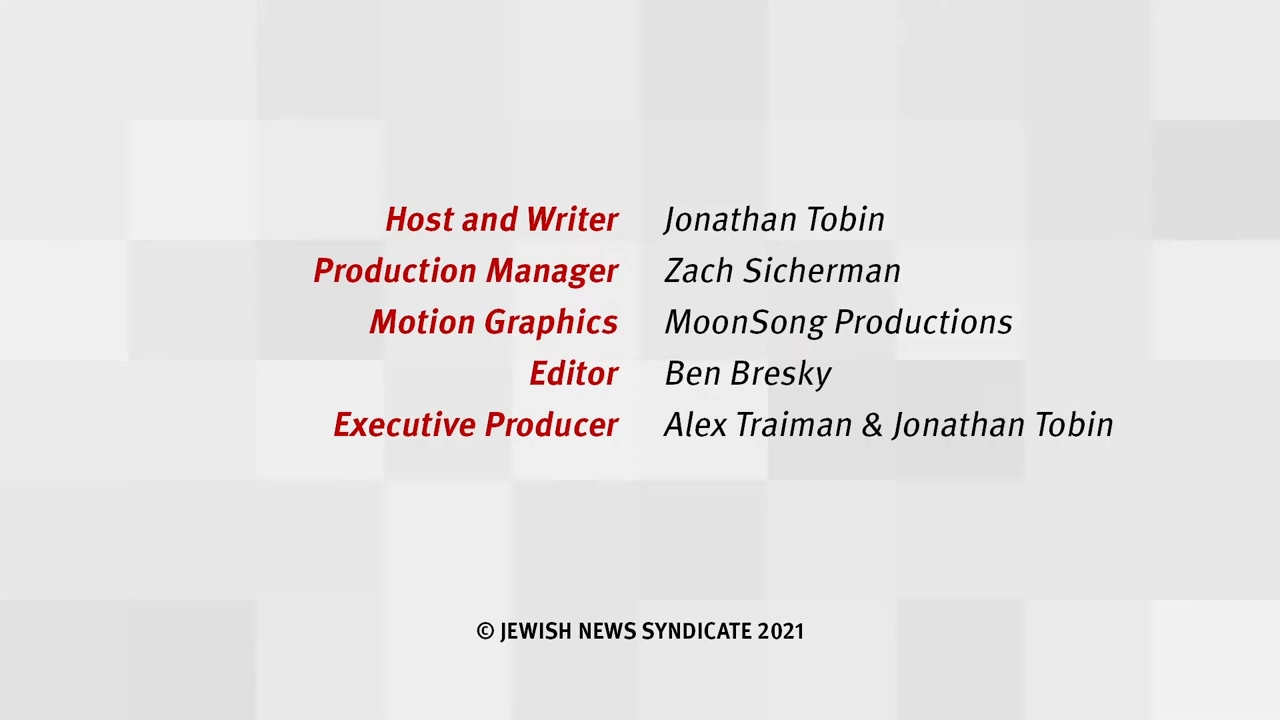 Host and Writer Jonathan Tobin
Production Manager Zach Sicherman
Motion Graphics MoonSong Productions
Editor Ben Bresky
Executive Producer Alex Traiman & Jonathan Tobin
© JEWISH NEWS SYNDICATE 2021